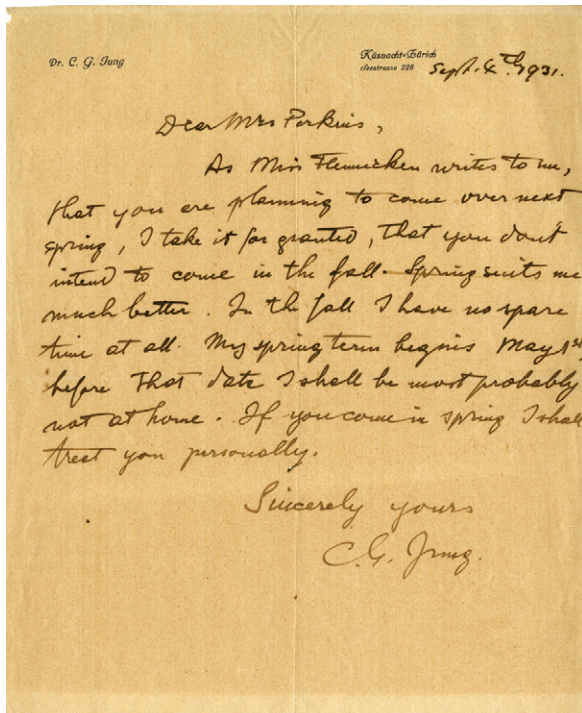 Dr. C. G. Jung
Küsnacht-Zürich
Seestrasse 228
Sept. 4th 1931.
Dear Mrs Perkins,
As Miss Flennicken writes to me,
that you are planning to come over next
spring, I take it for granted, that you don't
intend to come in the fall. Spring suits me
much better. In the fall I have no spare
time at all. My spring term begins May 1st
before that date I shall be most probably
not at home. If you come in spring I shall
treat you personally.
Sincerely yours
C. G. Jung.